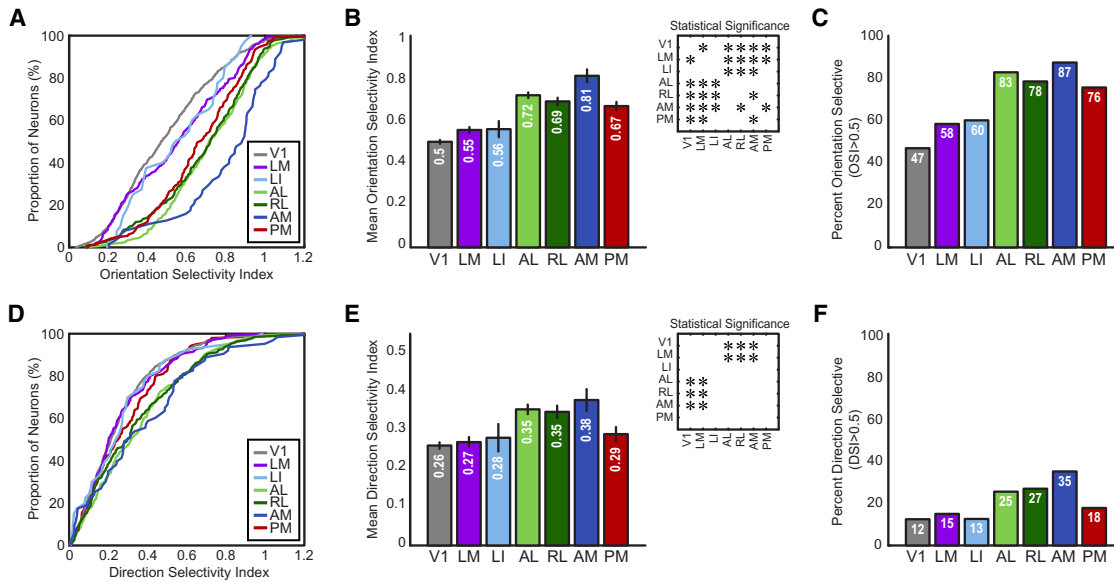 A
Proportion of Neurons (%)
100
80
60
40
20
0
0 0.2 0.4 0.6 0.8 1 1.2
Orientation Selectivity Index
V1
LM
LI
AL
RL
AM
PM
B
Mean Orientation Selective Index
1
0.8
0.6
0.4
0.2
0
0.5 0.55 0.56 0.72 0.69 0.81 0.67
V1 LM LI AL RL AM PM
Statistical Significance
V1 * * * * *
LM * * * * *
LI * * *
AL * * *
RL * * * *
AM * * * * *
PM * * *
V1 LM LI AL RL AM PM
C
Percent Orientation Selective
(OSI>0.5)
100
80
60
40
20
0
47 58 60 83 78 87 76
V1 LM LI AL RL AM PM
D
Proportion of Neurons (%)
100
80
60
40
20
0
0 0.2 0.4 0.6 0.8 1 1.2
Direction Selectivity Index
V1
LM
LI
AL
RL
AM
PM
E
Mean Direction Selectivity Index
0.5
0.4
0.3
0.2
0.1
0
0.26 0.27 0.28 0.35 0.35 0.38 0.29
V1 LM LI AL RL AM PM
Statistical Significance
V1 * * *
LM * * *
LI
AL * *
RL * *
AM * *
PM
V1 LM LI AL RL AM PM
F
Percent Direction Selective
(DSI>0.5)
100
80
60
40
20
0
12 15 13 25 27 35 18
V1 LM LI AL RL AM PM